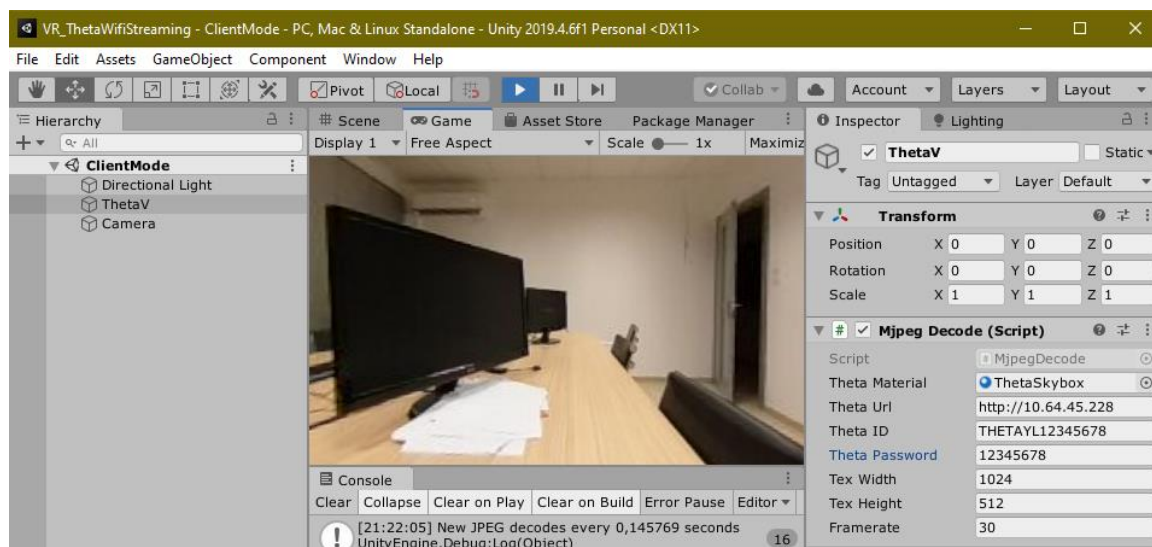 VR_ThetaWifiStreaming - ClientMode - PC, Mac & Linux Standalone - Unity 2019.4.6f1 Personal <DX11>
File Edit Assets GameObject Component Window Help
Pivot Local Collab Account Layers Layout
Hierarchy
All
ClientMode
Directional Light
ThetaV
Camera
Scene Game Asset Store Package Manager
Display 1 Free Aspect Scale 1x Maximiz
Console
Clear Collapse Clear on Play Clear on Build Error Pause Editor
[21:22:05] New JPEG decodes every 0,145769 seconds
UnityEngine.Debug:Log(Object)
16
Inspector Lighting
ThetaV Static
Tag Untagged Layer Default
Transform
Position X 0 Y 0 Z 0
Rotation X 0 Y 0 Z 0
Scale X 1 Y 1 Z 1
# Mjpeg Decode (Script)
Script MjpegDecode
Theta Material ThetaSkybox
Theta Url http://10.64.45.228
Theta ID THETAYL12345678
Theta Password 12345678
Tex Width 1024
Tex Height 512
Framerate 30